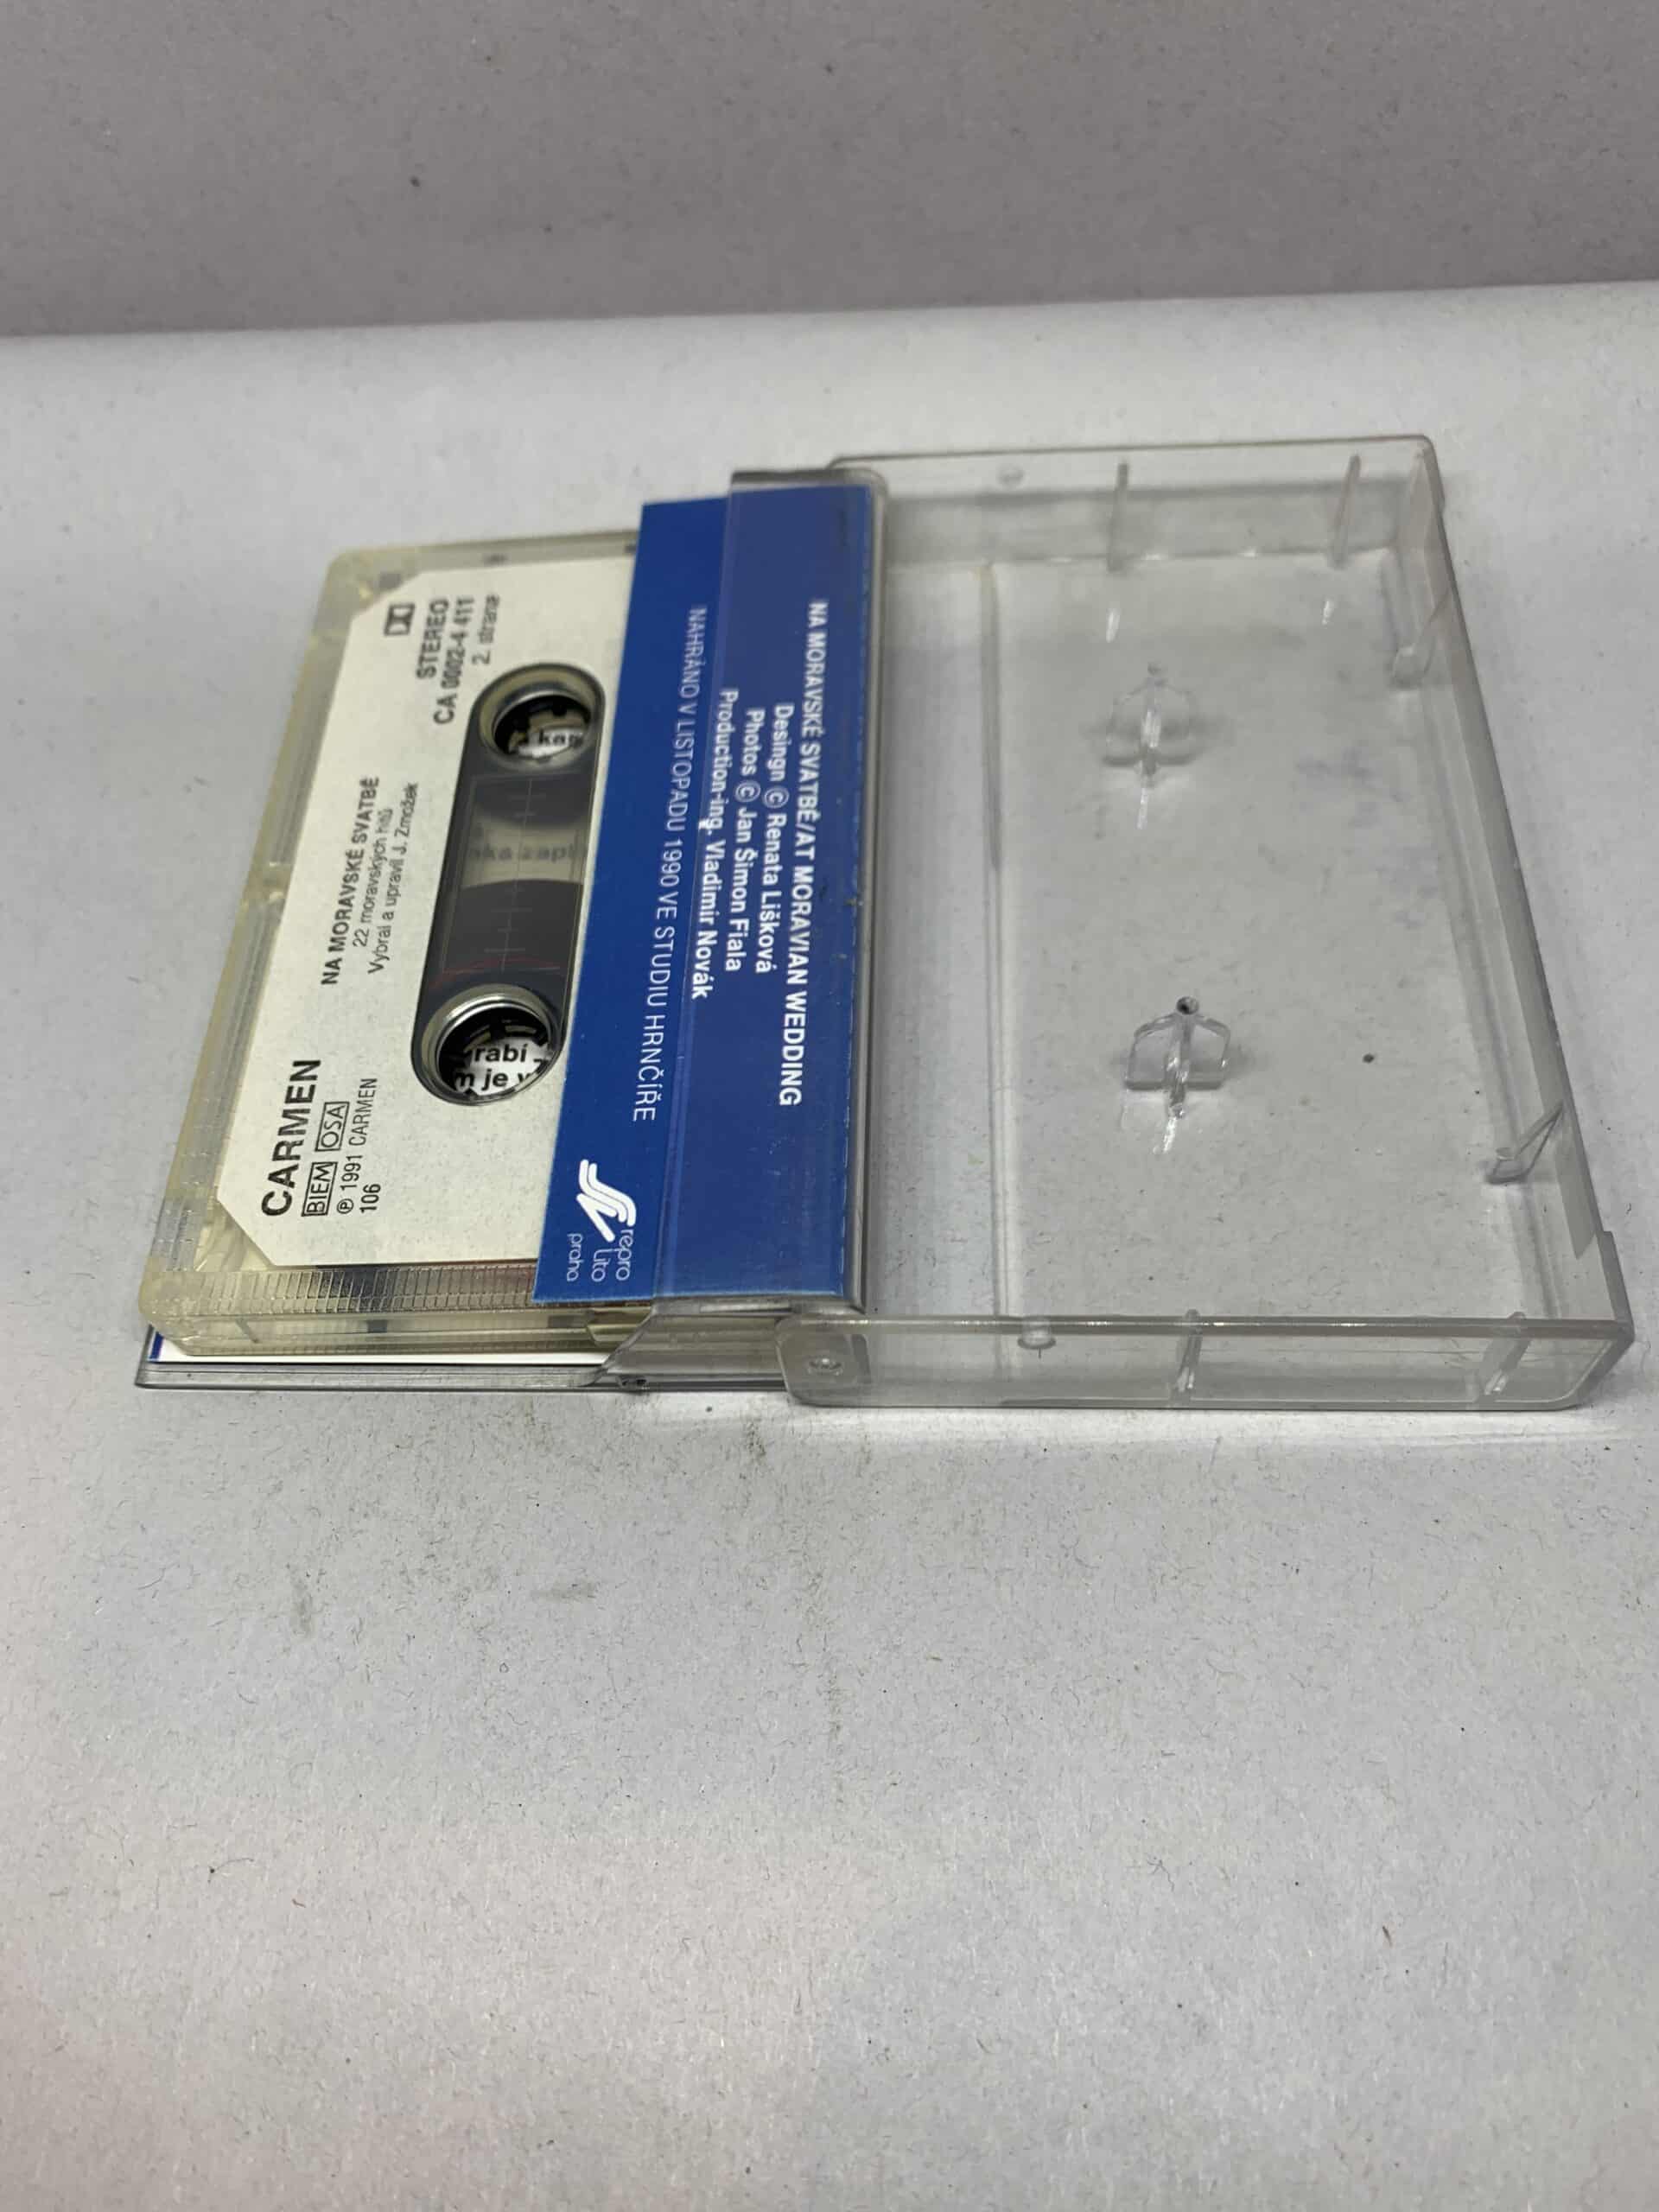 STEREO
CA 0002-4 411
2. strana
NA MORAVSKÉ SVATBĚ
22 moravských hitů
Vybral a upravil J. Zmožek
CARMEN
BIEM OSA
℗ 1991 CARMEN
106
rabí
je
NA MORAVSKÉ SVATBĚ/AT MORAVIAN WEDDING
Desingn © Renata Lišková
Photos © Jan Šimon Fiala
Production-ing. Vladimír Novák
NAHRÁNO V LISTOPADU 1990 VE STUDIU HRNČÍŘE
repro
lito
praha